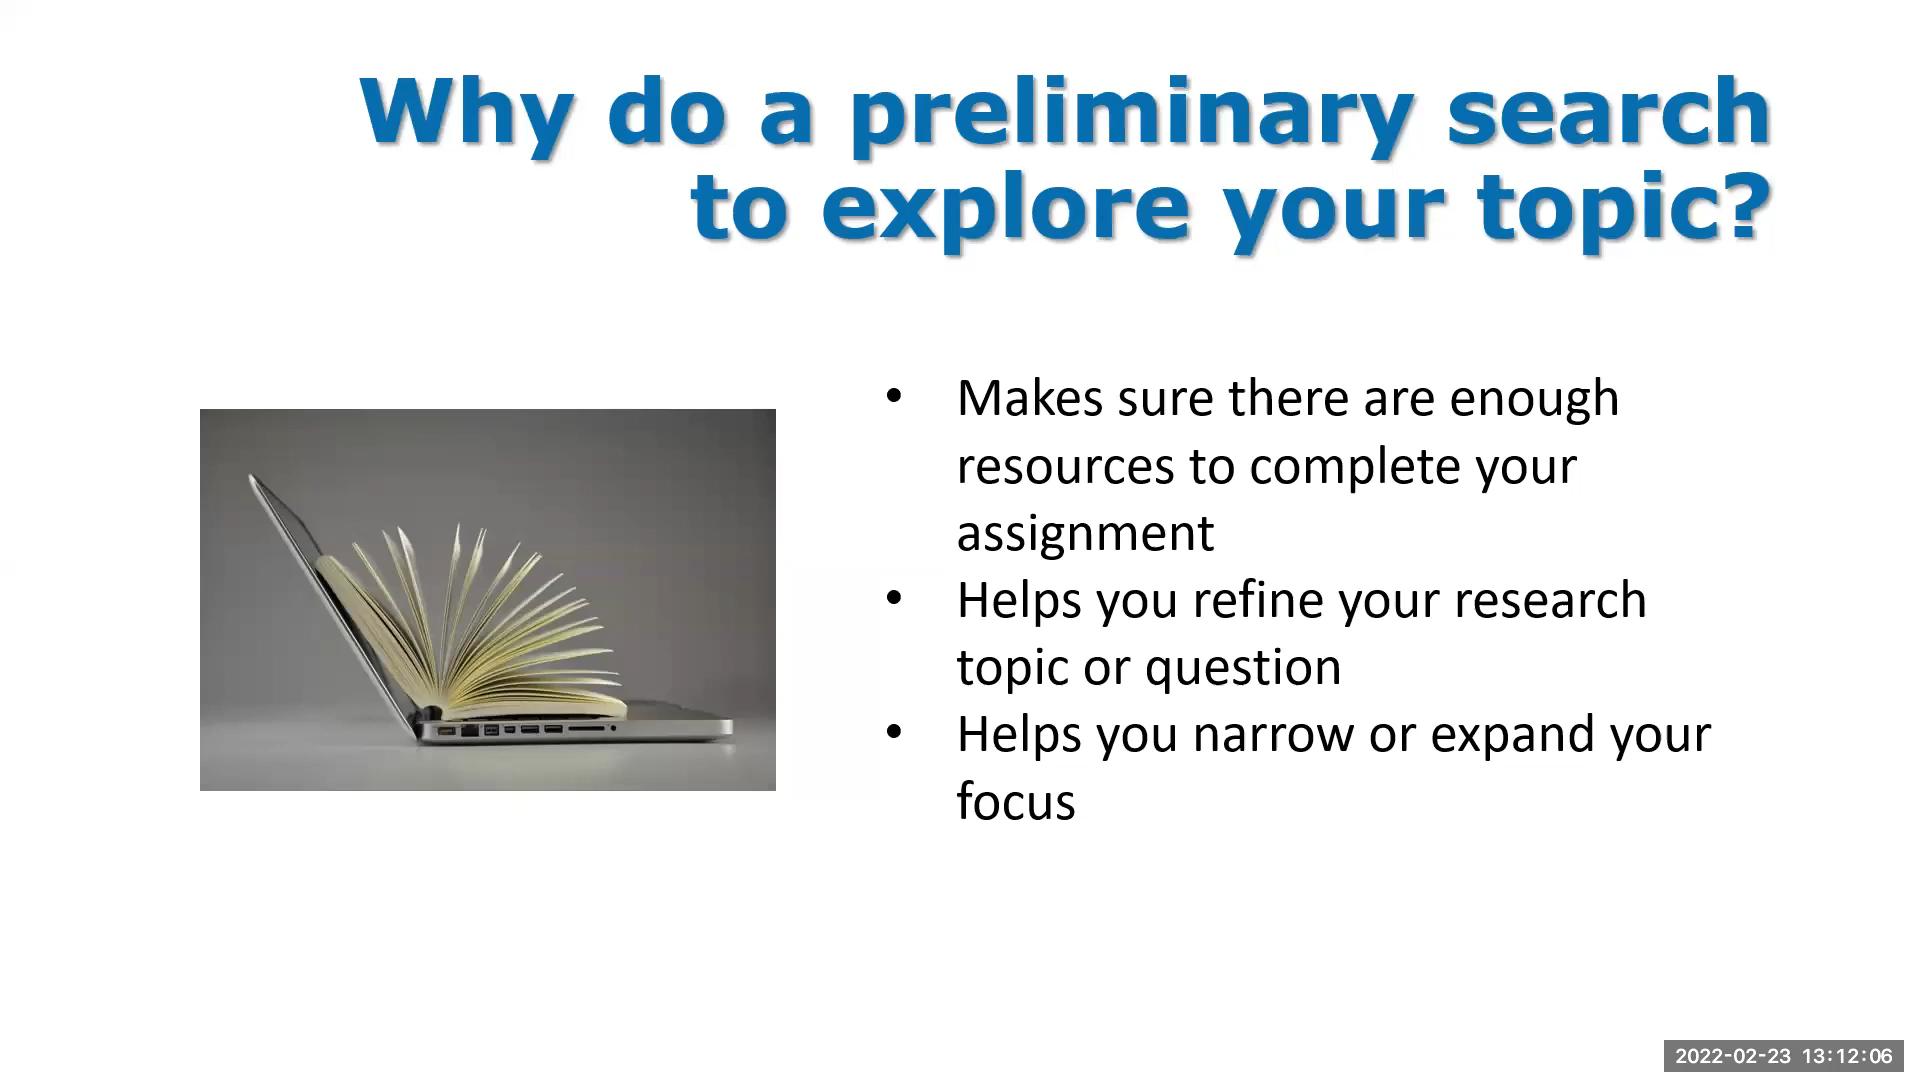 Why do a preliminary search
to explore your topic?
• Makes sure there are enough
resources to complete your
assignment
• Helps you refine your research
topic or question
• Helps you narrow or expand your
focus
2022-02-23 13:12:06